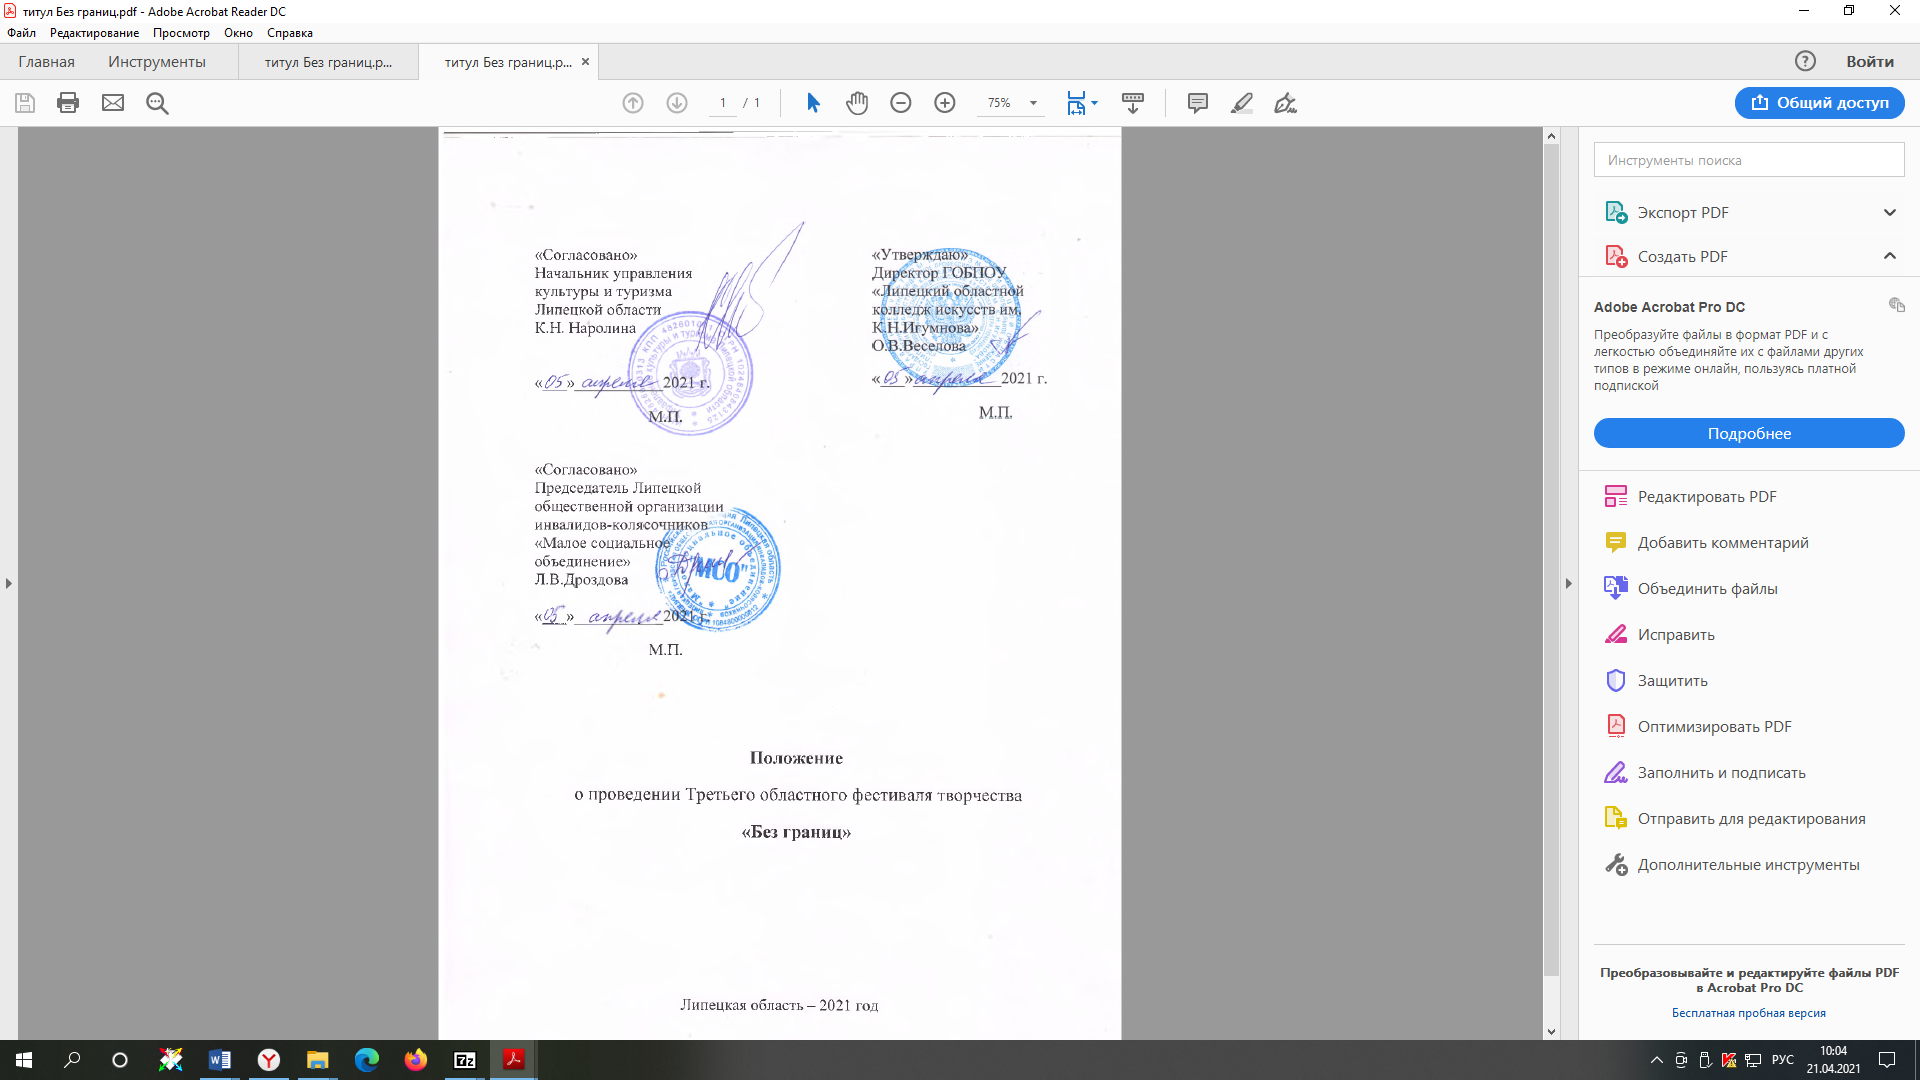 титул Без границ.pdf - Adobe Acrobat Reader DC
Файл Редактирование Просмотр Окно Справка
Главная Инструменты титул Без границ.р... титул Без границ.р... Войти
1 / 1 75% Общий доступ
«Согласовано»
Начальник управления
культуры и туризма
Липецкой области
К.Н. Наролина
«05» апреля 2021 г.
М.П.
«Утверждаю»
Директор ГОБПОУ
«Липецкий областной
колледж искусств им.
К.Н.Игумнова»
О.В.Веселова
«05» апреля 2021 г.
М.П.
«Согласовано»
Председатель Липецкой
общественной организации
инвалидов-колясочников
«Малое социальное
объединение»
Л.В.Дроздова
"МСО"
«05» апреля 2021 г.
М.П.
Положение
о проведении Третьего областного фестиваля творчества
«Без границ»
Липецкая область – 2021 год
Инструменты поиска
Экспорт PDF
Создать PDF
Adobe Acrobat Pro DC
Преобразуйте файлы в формат PDF и с
легкостью объединяйте их с файлами других
типов в режиме онлайн, пользуясь платной
подпиской
Подробнее
Редактировать PDF
Добавить комментарий
Объединить файлы
Исправить
Защитить
Оптимизировать PDF
Заполнить и подписать
Отправить для редактирования
Дополнительные инструменты
Преобразовывайте и редактируйте файлы PDF
в Acrobat Pro DC
Бесплатная пробная версия
РУС 10:04
21.04.2021